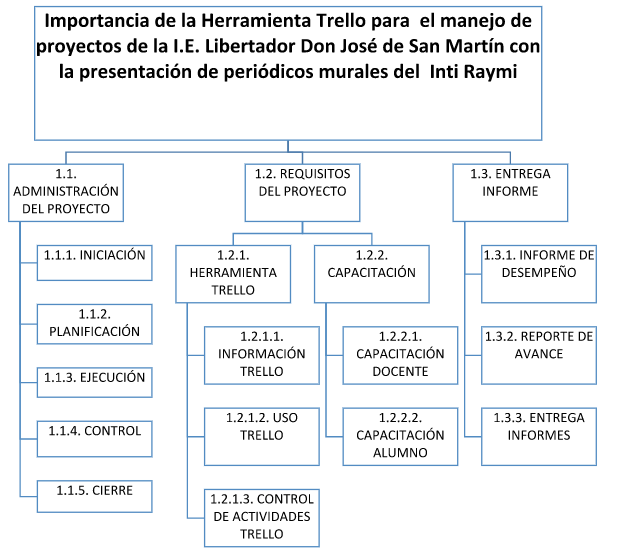 Importancia de la Herramienta Trello para el manejo de
proyectos de la I.E. Libertador Don José de San Martín con
la presentación de periódicos murales del Inti Raymi
1.1.
ADMINISTRACIÓN
DEL PROYECTO
1.1.1. INICIACIÓN
1.1.2.
PLANIFICACIÓN
1.1.3. EJECUCIÓN
1.1.4. CONTROL
1.1.5. CIERRE
1.2. REQUISITOS
DEL PROYECTO
1.2.1.
HERRAMIENTA
TRELLO
1.2.1.1.
INFORMACIÓN
TRELLO
1.2.1.2. USO
TRELLO
1.2.1.3. CONTROL
DE ACTIVIDADES
TRELLO
1.2.2.
CAPACITACIÓN
1.2.2.1.
CAPACITACIÓN
DOCENTE
1.2.2.2.
CAPACITACIÓN
ALUMNO
1.3. ENTREGA
INFORME
1.3.1. INFORME DE
DESEMPEÑO
1.3.2. REPORTE DE
AVANCE
1.3.3. ENTREGA
INFORMES